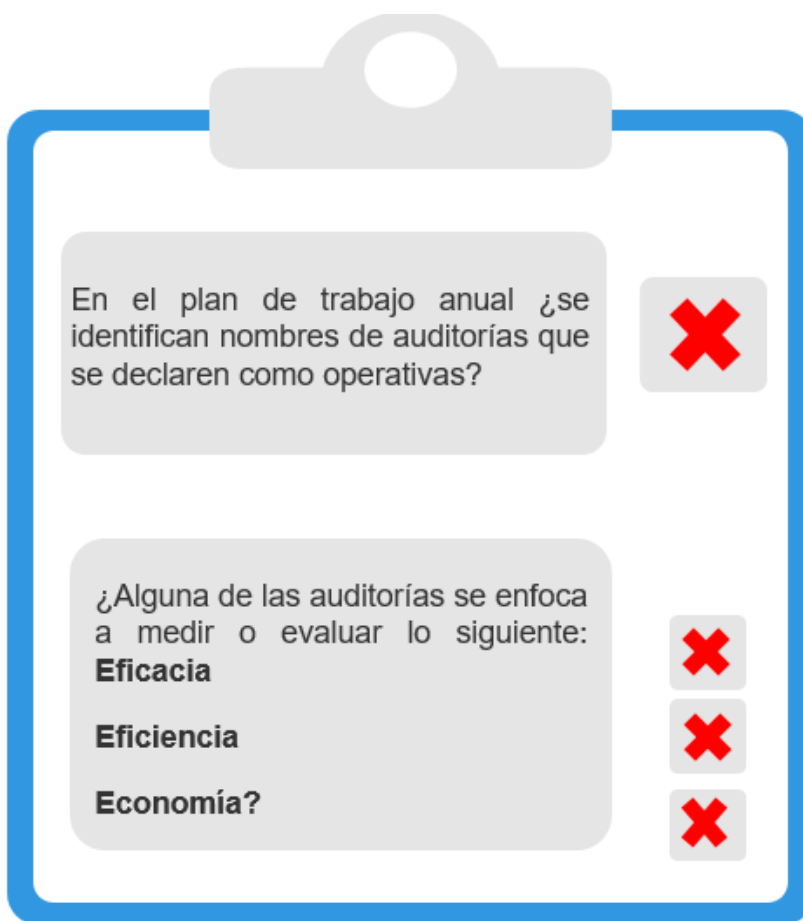 En el plan de trabajo anual ¿se
identifican nombres de auditorías que
se declaren como operativas?
¿Alguna de las auditorías se enfoca
a medir o evaluar lo siguiente:
Eficacia
Eficiencia
Economía?